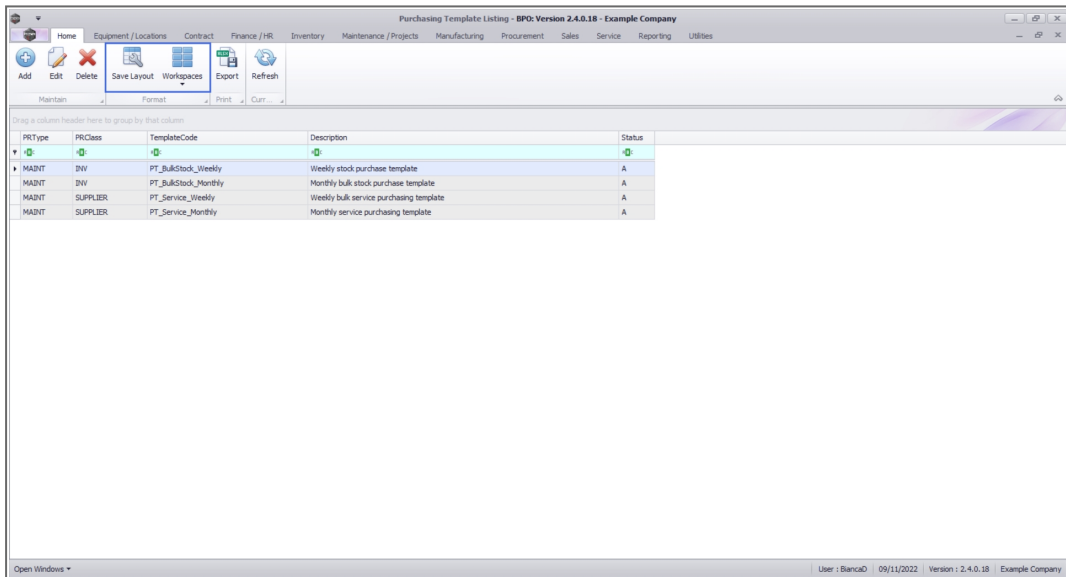 Purchasing Template Listing - BPO: Version 2.4.0.18 - Example Company
Home Equipment / Locations Contract Finance / HR Inventory Maintenance / Projects Manufacturing Procurement Sales Service Reporting Utilities
Add Edit Delete Save Layout Workspaces Export Refresh
Maintain Format Print Curr...
Drag a column header here to group by that column
PRType PRClass TemplateCode Description Status
MAINT INV PT_BulkStock_Weekly Weekly stock purchase template A
MAINT INV PT_BulkStock_Monthly Monthly bulk stock purchase template A
MAINT SUPPLIER PT_Service_Weekly Weekly bulk service purchasing template A
MAINT SUPPLIER PT_Service_Monthly Monthly service purchasing template A
Open Windows User : BiancaD 09/11/2022 Version : 2.4.0.18 Example Company